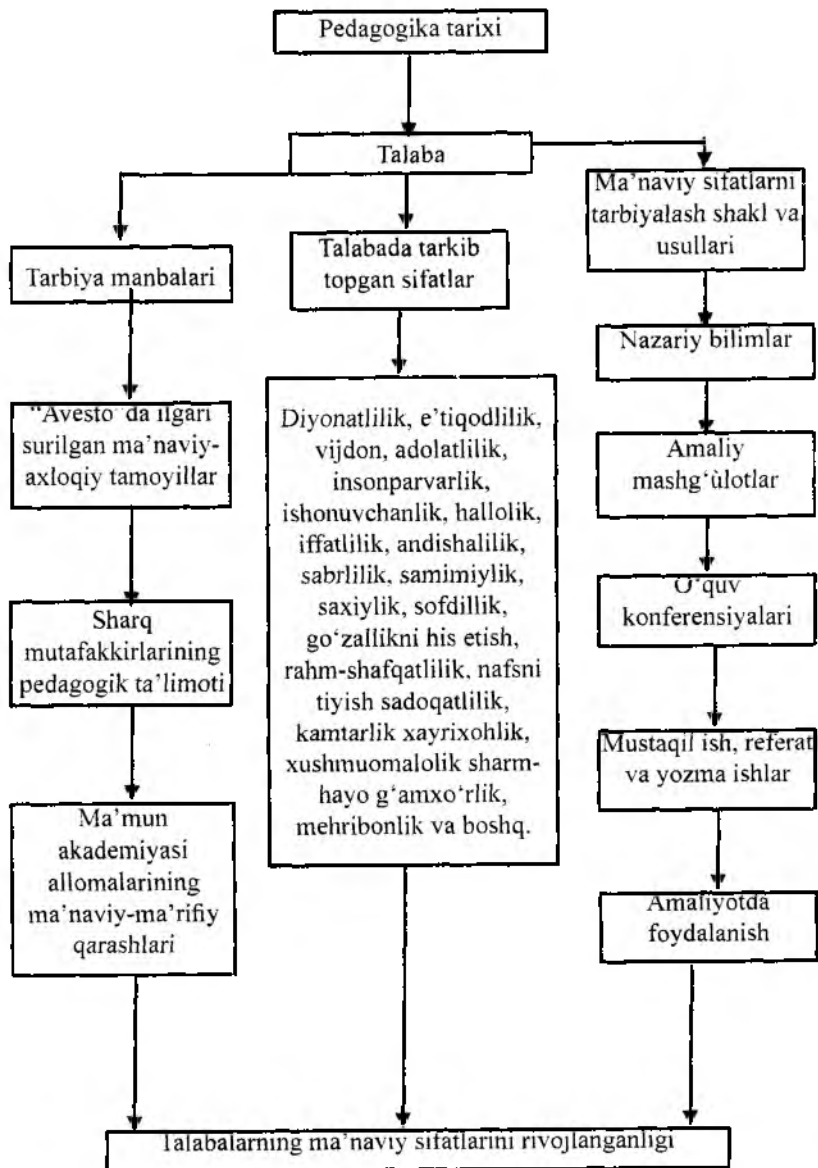 Pedagogika tarixi
Talaba
Tarbiya manbalari
“Avesto”da ilgari
surilgan ma’naviy-
axloqiy tamoyillar
Sharq
mutafakkirlarining
pedagogik ta’limoti
Ma’mun
akademiyasi
allomalarining
ma’naviy-ma’rifiy
qarashlari
Talabada tarkib
topgan sifatlar
Diyonatlilik, e’tiqodlilik,
vijdon, adolatlilik,
insonparvarlik,
ishonuvchanlik, hallolik,
iffatlilik, andishalilik,
sabrlilik, samimiylik,
saxiylik, sofdillik,
go‘zallikni his etish,
rahm-shafqatlilik, nafsni
tiyish sadoqatlilik,
kamtarlik xayrixohlik,
xushmuomalolik sharm-
hayo g‘amxo‘rlik,
mehribonlik va boshq.
Ma’naviy sifatlarni
tarbiyalash shakl va
usullari
Nazariy bilimlar
Amaliy
mashg‘ulotlar
O‘quv
konferensiyalari
Mustaqil ish, referat
va yozma ishlar
Amaliyotda
foydalanish
Talabalarning ma’naviy sifatlarini rivojlanganligi